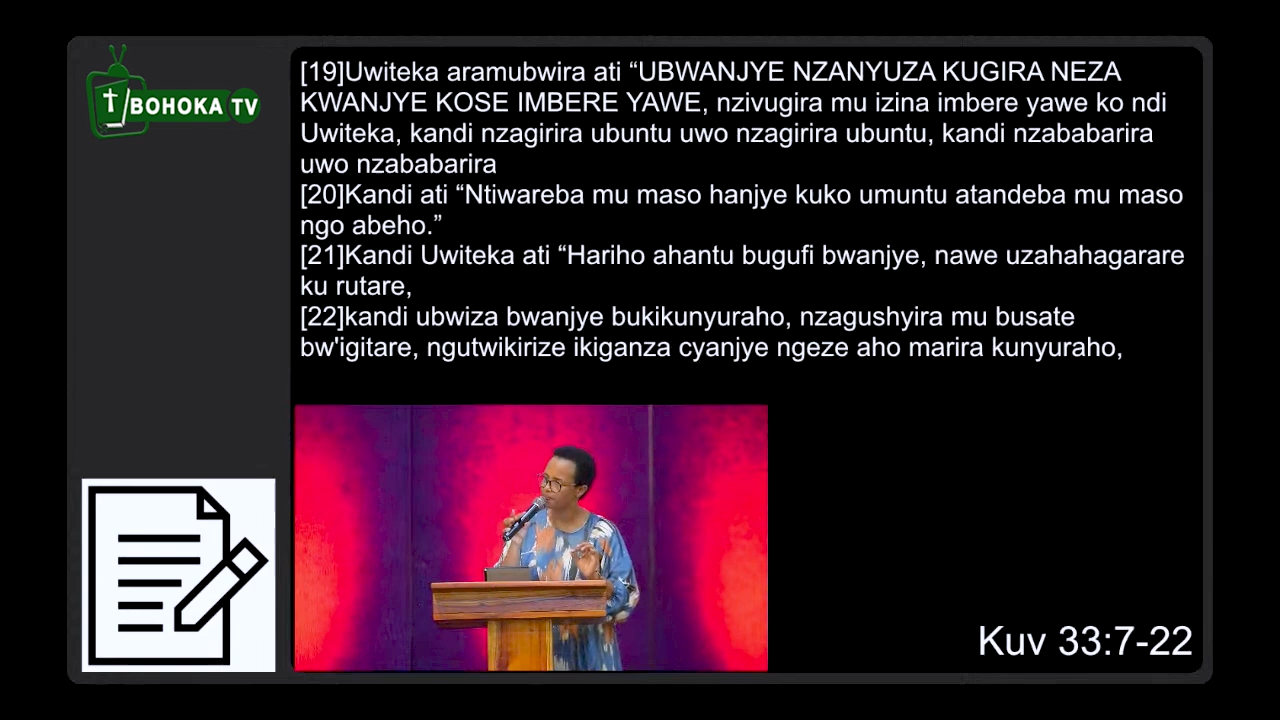 BOHOKA TV
[19]Uwiteka aramubwira ati “UBWANJYE NZANYUZA KUGIRA NEZA
KWANJYE KOSE IMBERE YAWE, nzivugira mu izina imbere yawe ko ndi
Uwiteka, kandi nzagirira ubuntu uwo nzagirira ubuntu, kandi nzababarira
uwo nzababarira
[20]Kandi ati “Ntiwareba mu maso hanjye kuko umuntu atandeba mu maso
ngo abeho.”
[21]Kandi Uwiteka ati “Hariho ahantu bugufi bwanjye, nawe uzahahagarare
ku rutare,
[22]kandi ubwiza bwanjye bukikunyuraho, nzagushyira mu busate
bw'igitare, ngutwikirize ikiganza cyanjye ngeze aho marira kunyuraho,
Kuv 33:7-22